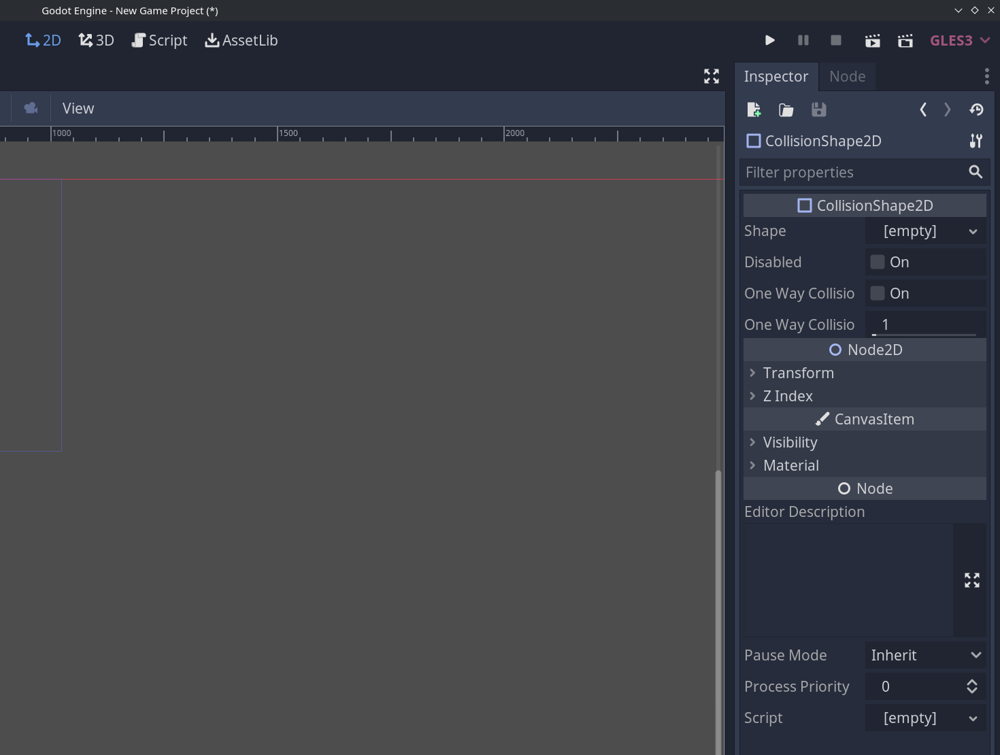 Godot Engine - New Game Project (*)
2D 3D Script AssetLib GLES3
Inspector Node
View
1000 1500 2000
CollisionShape2D
Filter properties
CollisionShape2D
Shape [empty]
Disabled On
One Way Collisio On
One Way Collisio 1
Node2D
Transform
Z Index
CanvasItem
Visibility
Material
Node
Editor Description
Pause Mode Inherit
Process Priority 0
Script [empty]